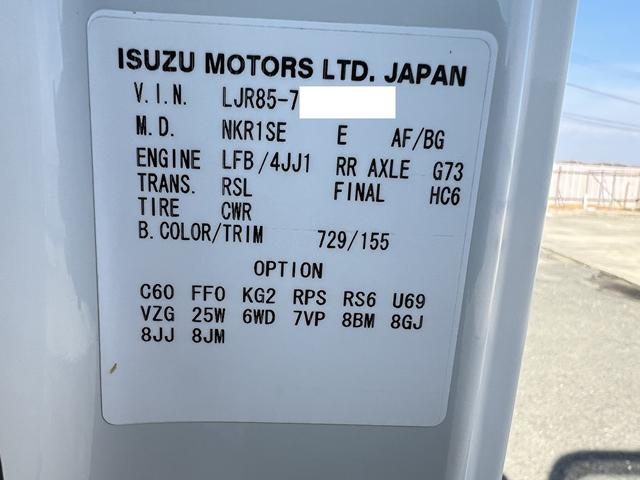 ISUZU MOTORS LTD. JAPAN
V.I.N. LJR85-7
M.D. NKR1SE E AF/BG
ENGINE LFB/4JJ1 RR AXLE G73
TRANS. RSL FINAL HC6
TIRE CWR
B.COLOR/TRIM 729/155
OPTION
C60 FF0 KG2 RPS RS6 U69
VZG 25W 6WD 7VP 8BM 8GJ
8JJ 8JM